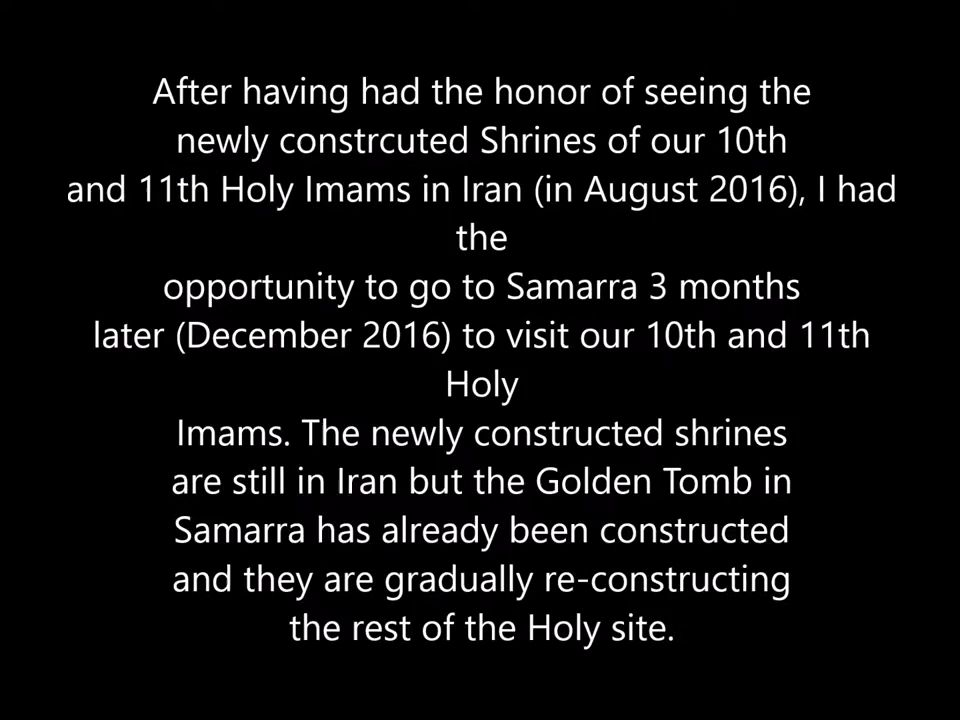 After having had the honor of seeing the
newly constrcuted Shrines of our 10th
and 11th Holy Imams in Iran (in August 2016), I had
the
opportunity to go to Samarra 3 months
later (December 2016) to visit our 10th and 11th
Holy
Imams. The newly constructed shrines
are still in Iran but the Golden Tomb in
Samarra has already been constructed
and they are gradually re-constructing
the rest of the Holy site.